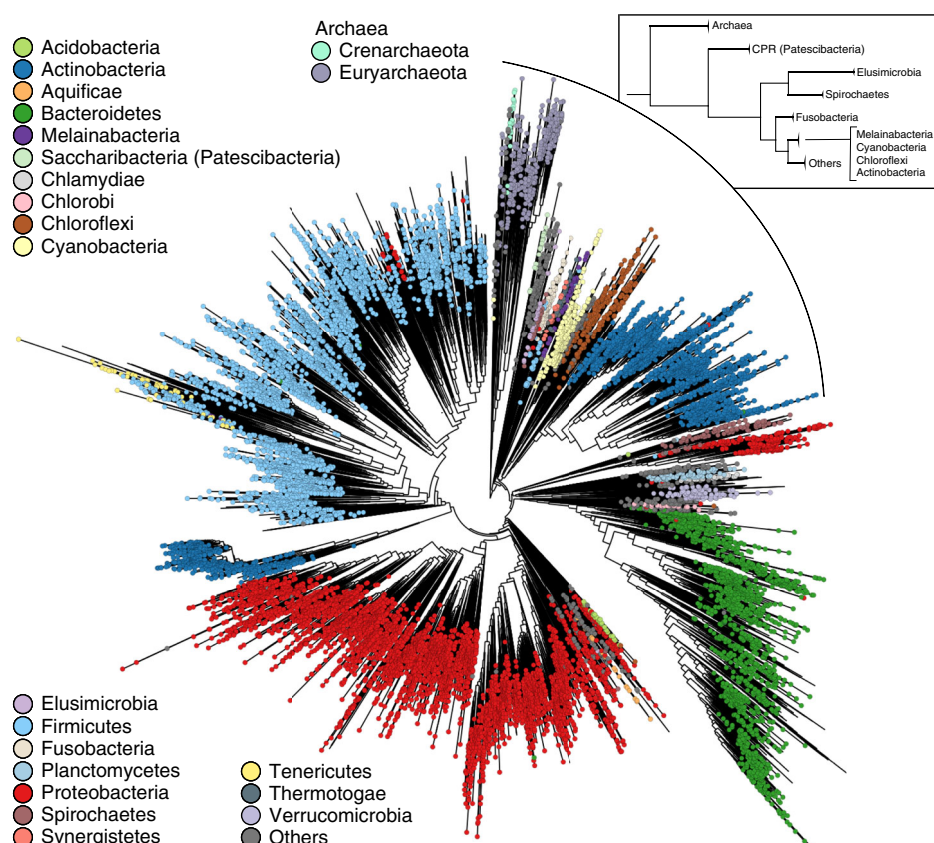 Acidobacteria
Actinobacteria
Aquificae
Bacteroidetes
Melainabacteria
Saccharibacteria (Patescibacteria)
Chlamydiae
Chlorobi
Chloroflexi
Cyanobacteria
Archaea
Crenarchaeota
Euryarchaeota
Archaea
CPR (Patescibacteria)
Elusimicrobia
Spirochaetes
Fusobacteria
Melainabacteria
Cyanobacteria
Others
Chloroflexi
Actinobacteria
Elusimicrobia
Firmicutes
Fusobacteria
Planctomycetes
Proteobacteria
Spirochaetes
Synergistetes
Tenericutes
Thermotogae
Verrucomicrobia
Others